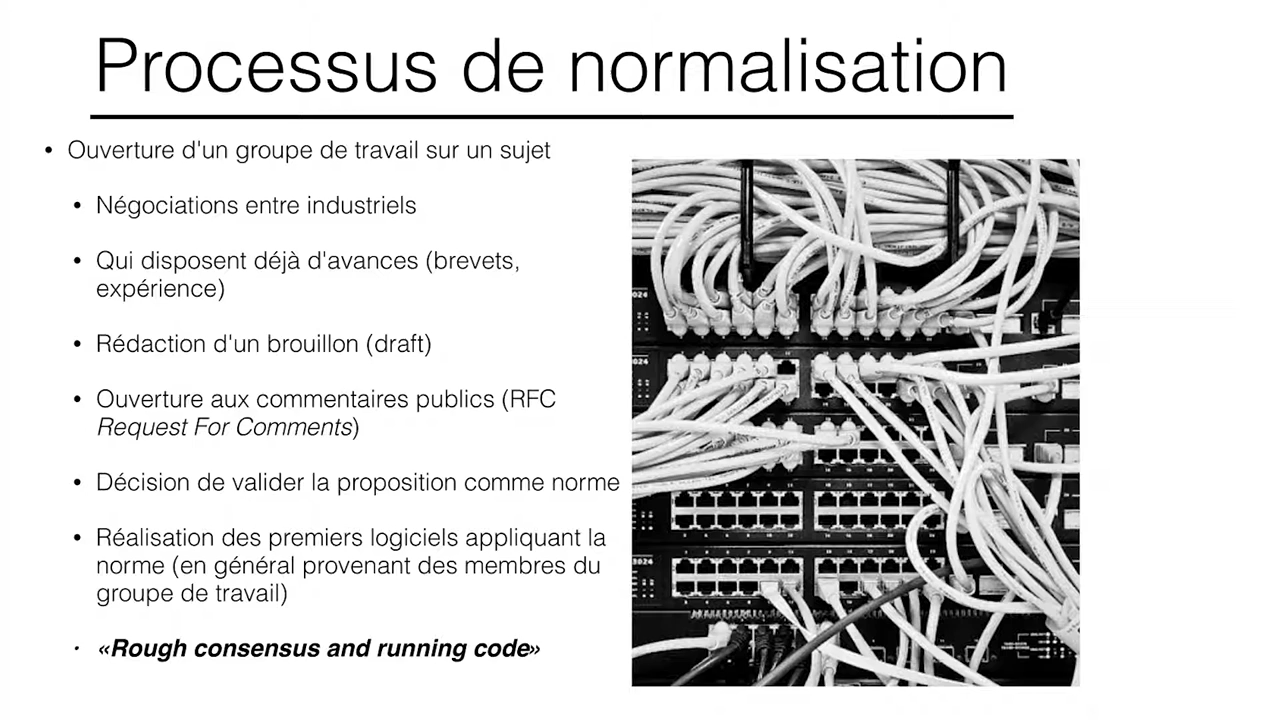 Processus de normalisation
• Ouverture d'un groupe de travail sur un sujet
• Négociations entre industriels
• Qui disposent déjà d'avances (brevets,
expérience)
• Rédaction d'un brouillon (draft)
• Ouverture aux commentaires publics (RFC
Request For Comments)
• Décision de valider la proposition comme norme
• Réalisation des premiers logiciels appliquant la
norme (en général provenant des membres du
groupe de travail)
• «Rough consensus and running code»